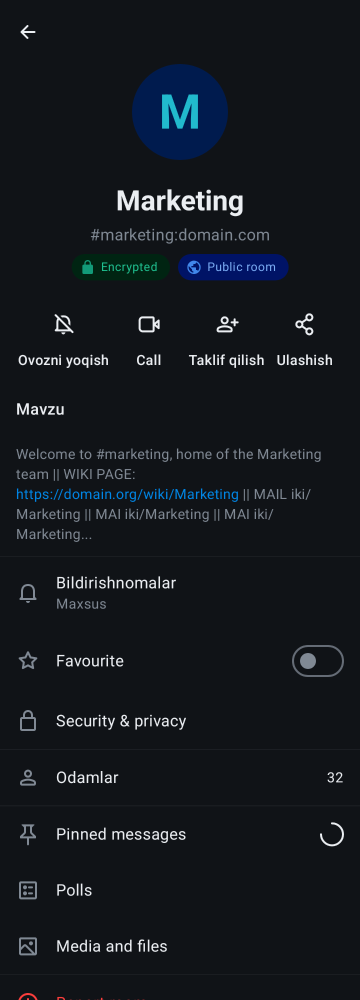 M
Marketing
#marketing:domain.com
Encrypted
Public room
Ovozni yoqish
Call
Taklif qilish
Ulashish
Mavzu
Welcome to #marketing, home of the Marketing
team || WIKI PAGE:
https://domain.org/wiki/Marketing || MAIL iki/
Marketing || MAI iki/Marketing || MAI iki/
Marketing...
Bildirishnomalar
Maxsus
Favourite
Security & privacy
Odamlar
32
Pinned messages
Polls
Media and files